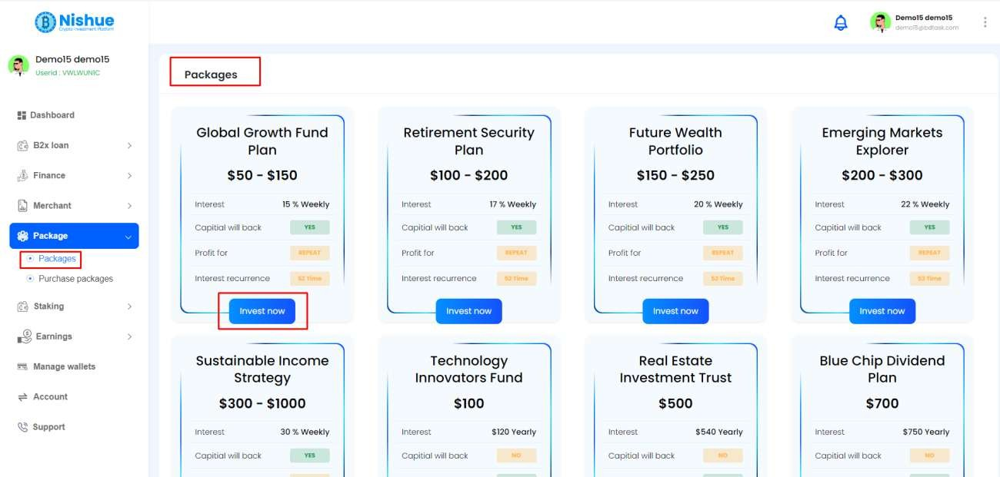 Nishue
Crypto Investment Platform
Demo15 demo15
demo15@bdtask.com
Demo15 demo15
Userid : VWLWUNIC
Dashboard
B2x loan
Finance
Merchant
Package
Packages
Purchase packages
Staking
Earnings
Manage wallets
Account
Support
Packages
Global Growth Fund
Plan
$50 - $150
Interest 15 % Weekly
Capitial will back YES
Profit for REPEAT
Interest recurrence 52 Time
Invest now
Retirement Security
Plan
$100 - $200
Interest 17 % Weekly
Capitial will back YES
Profit for REPEAT
Interest recurrence 52 Time
Invest now
Future Wealth
Portfolio
$150 - $250
Interest 20 % Weekly
Capitial will back YES
Profit for REPEAT
Interest recurrence 52 Time
Invest now
Emerging Markets
Explorer
$200 - $300
Interest 22 % Weekly
Capitial will back YES
Profit for REPEAT
Interest recurrence 52 Time
Invest now
Sustainable Income
Strategy
$300 - $1000
Interest 30 % Weekly
Capitial will back YES
Technology
Innovators Fund
$100
Interest $120 Yearly
Capitial will back NO
Real Estate
Investment Trust
$500
Interest $540 Yearly
Capitial will back NO
Blue Chip Dividend
Plan
$700
Interest $750 Yearly
Capitial will back NO